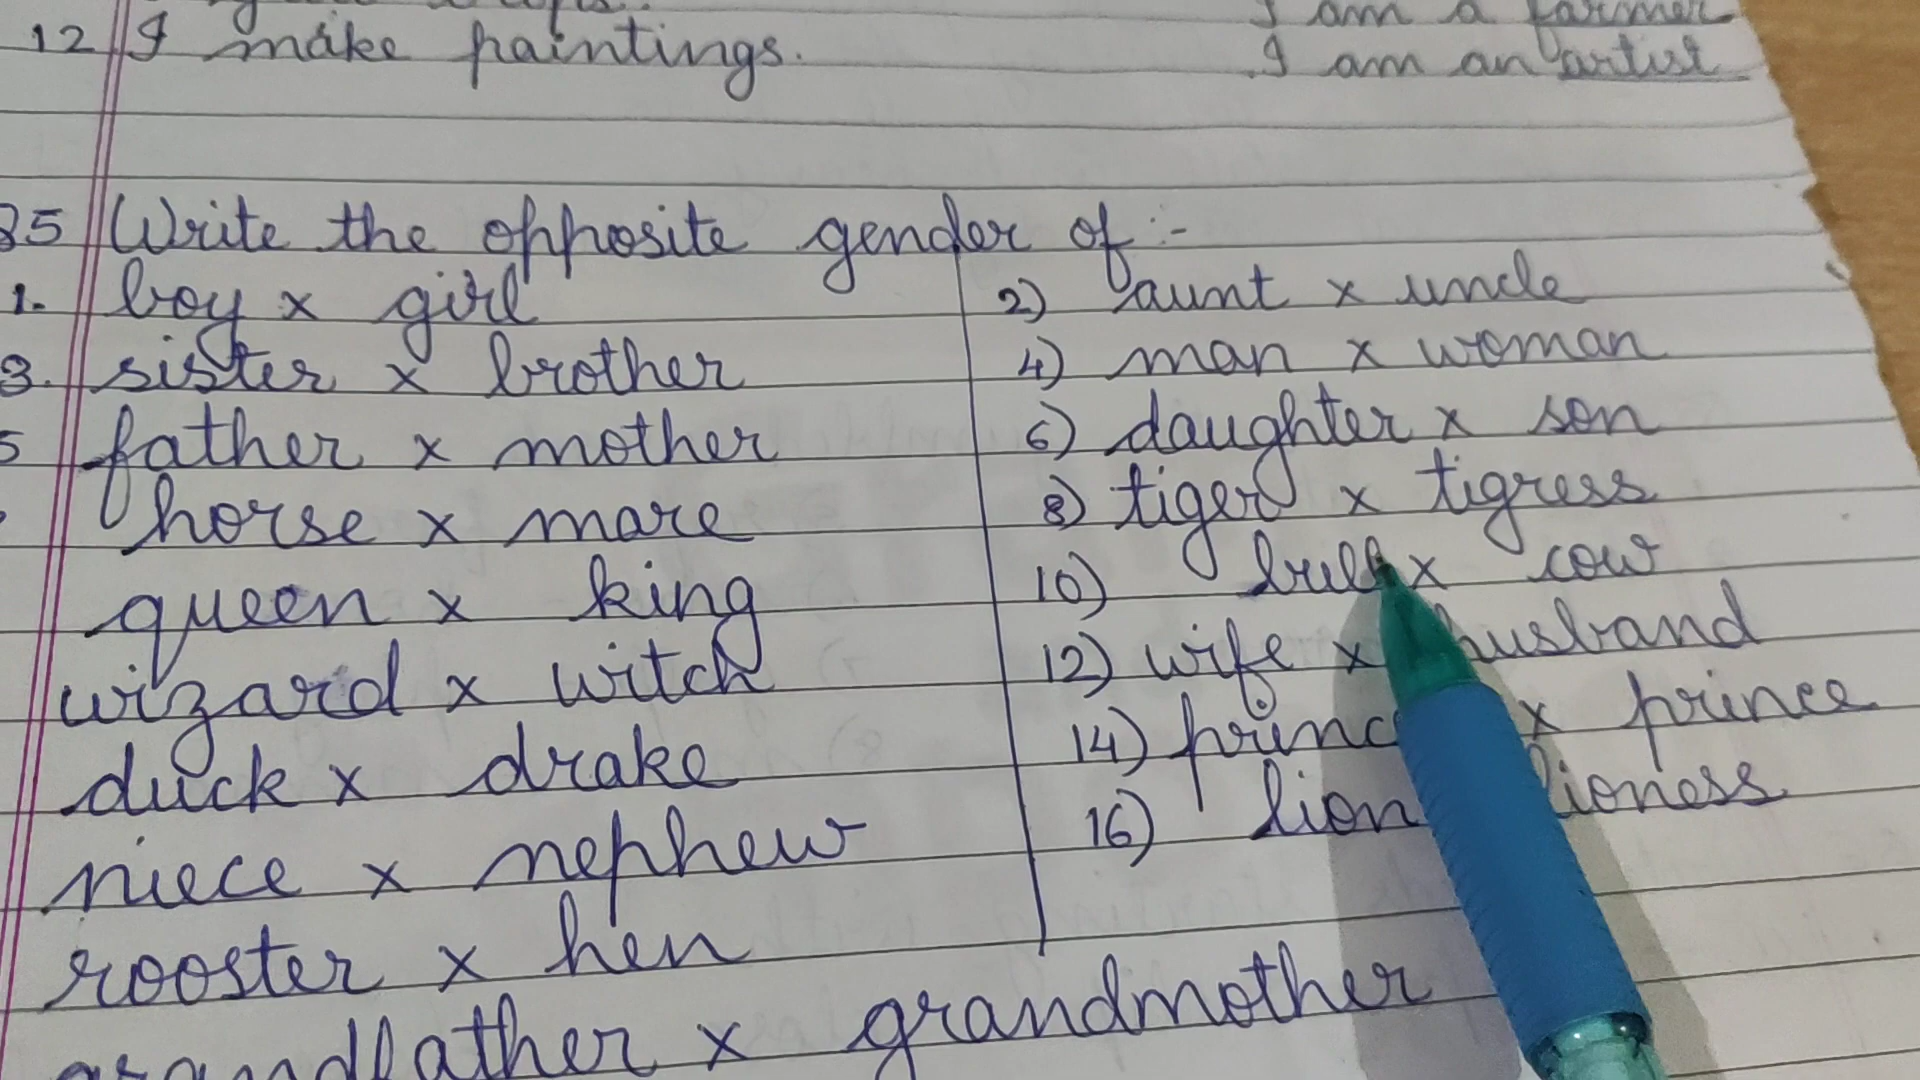 I am a farmer
12 I make paintings. I am an artist
35 Write the opposite gender of :-
1. boy x girl 2) aunt x uncle
3. sister x brother 4) man x woman
5 father x mother 6) daughter x son
horse x mare 8) tiger x tigress
queen x king 10) bull x cow
wizard x witch 12) wife x husband
duck x drake 14) x prince
niece x nephew 16) lion lioness
rooster x hen
grandfather x grandmother